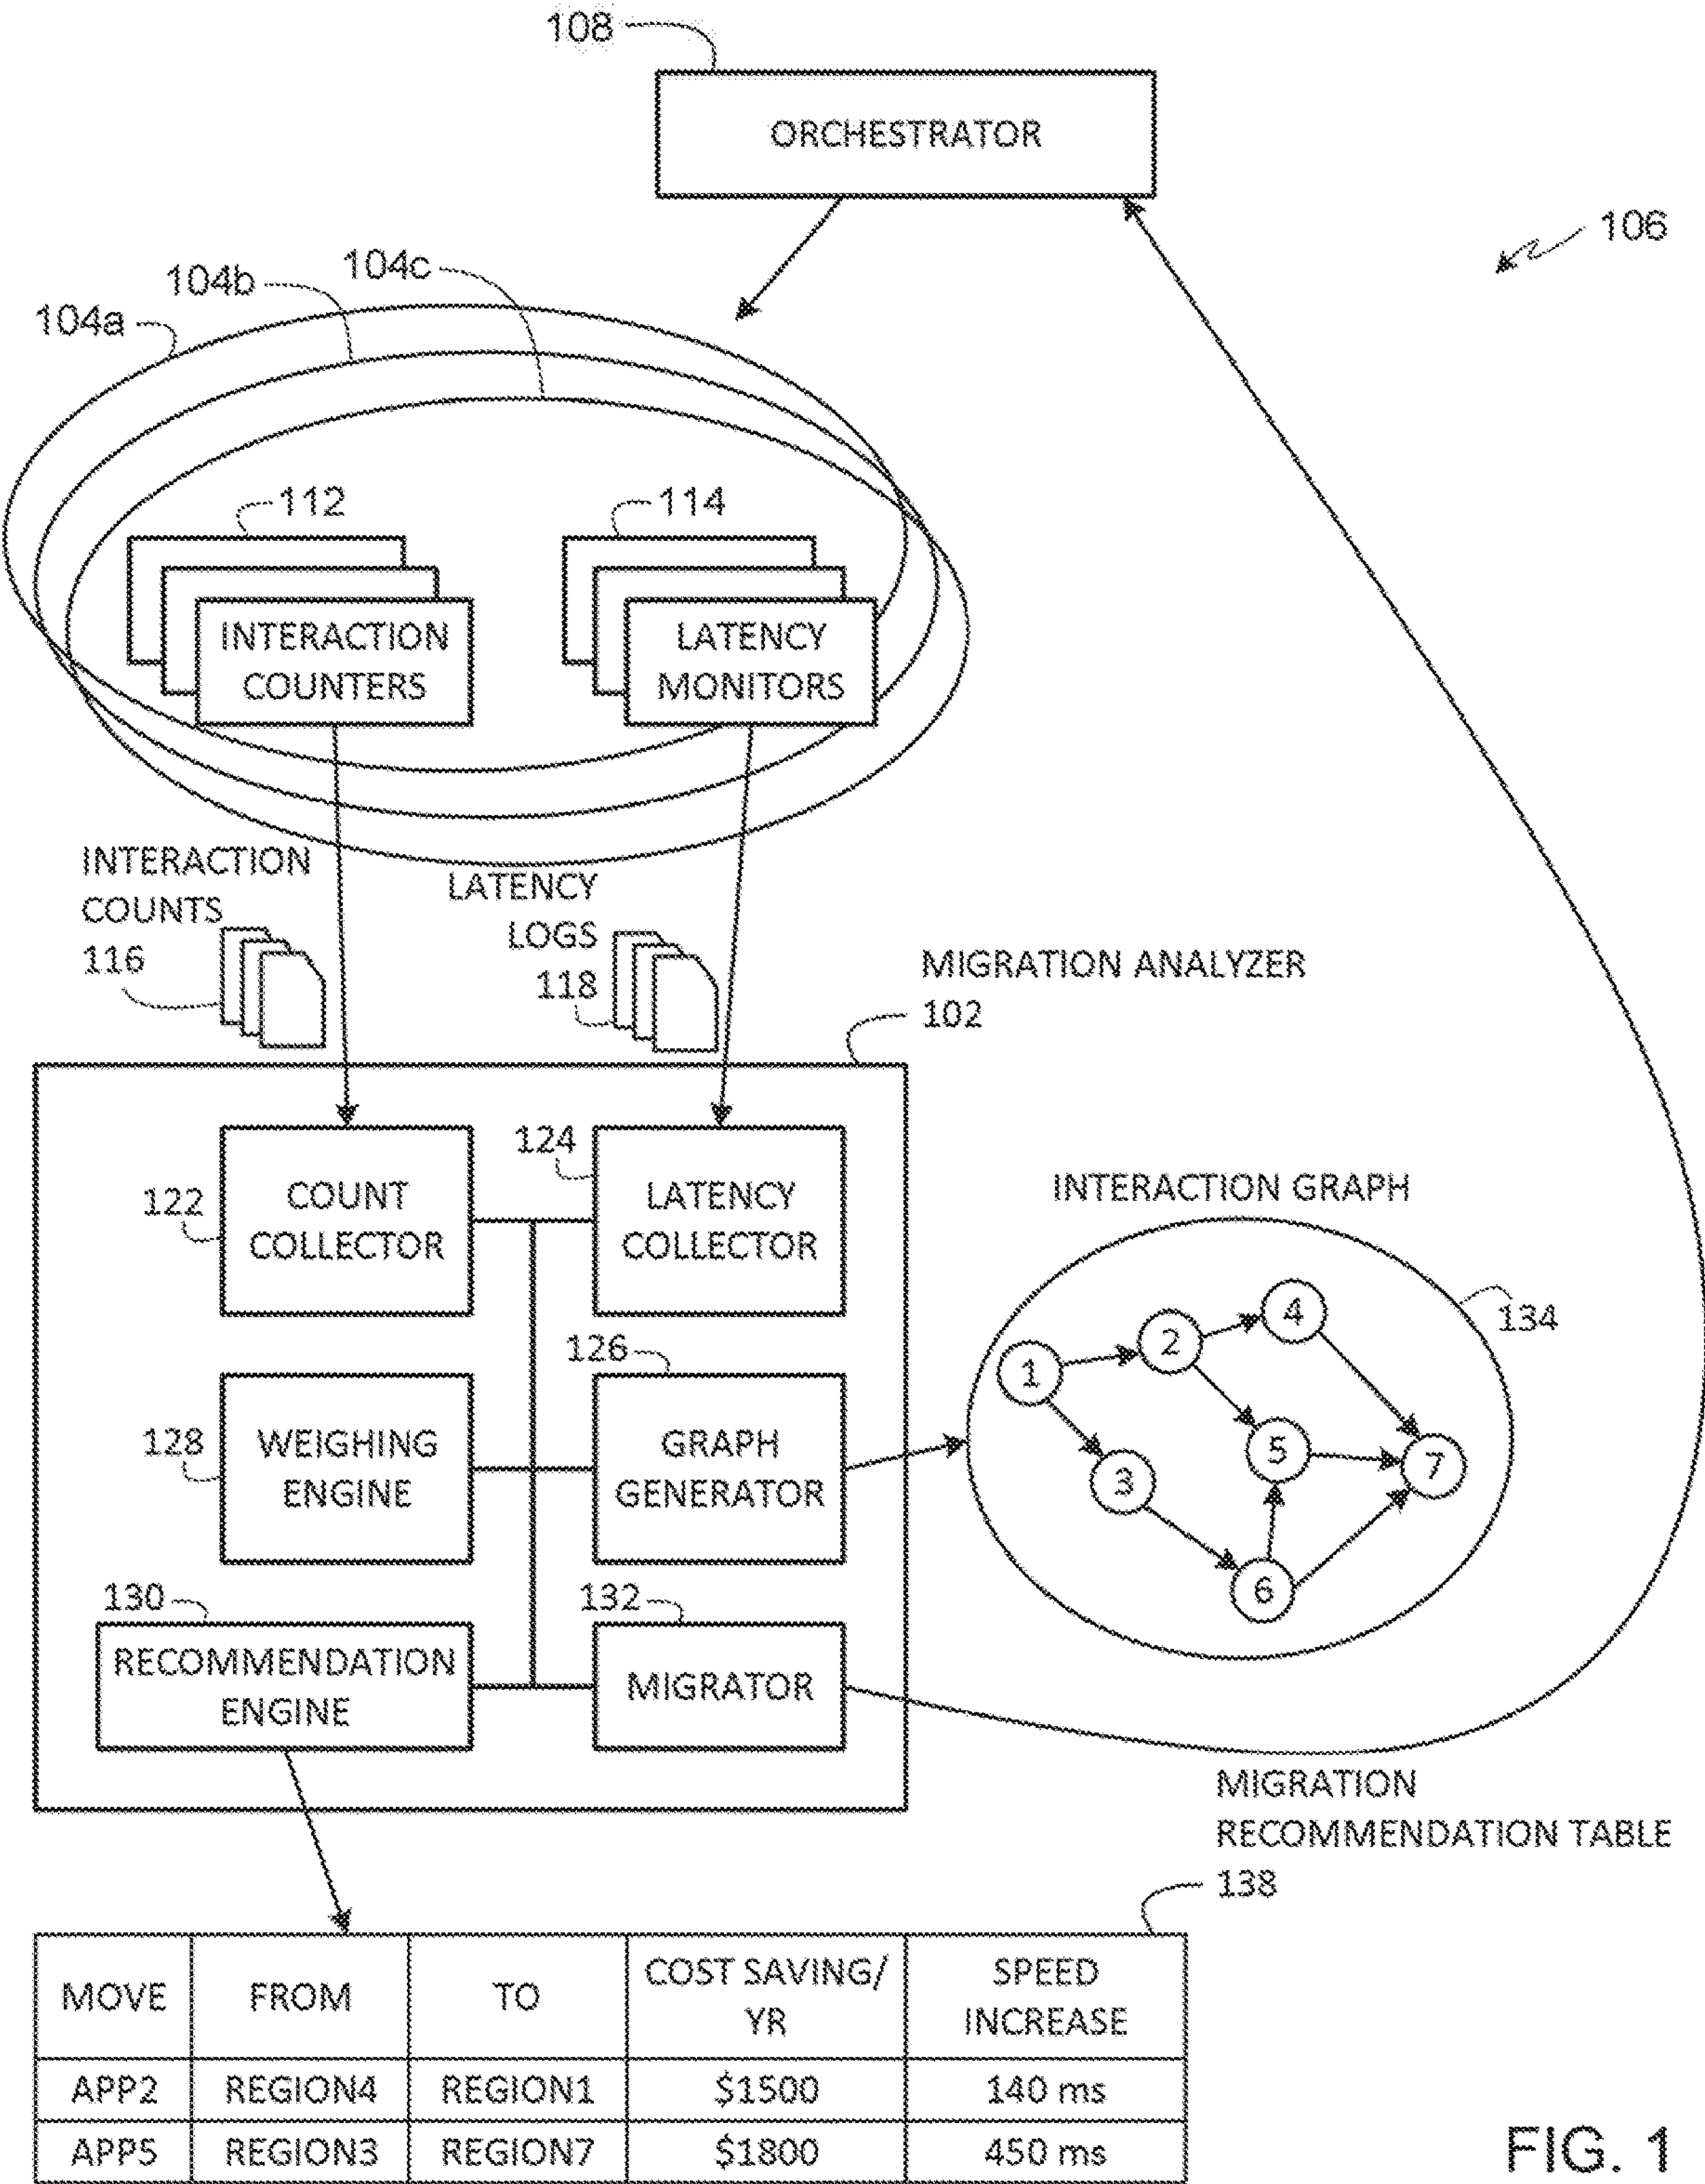 108
ORCHESTRATOR
106
104c
104b
104a
112
114
INTERACTION
COUNTERS
LATENCY
MONITORS
INTERACTION
COUNTS
116
LATENCY
LOGS
118
MIGRATION ANALYZER
102
124
122
COUNT
COLLECTOR
LATENCY
COLLECTOR
INTERACTION GRAPH
134
1
2
3
4
5
6
7
126
128
WEIGHING
ENGINE
GRAPH
GENERATOR
130
132
RECOMMENDATION
ENGINE
MIGRATOR
MIGRATION
RECOMMENDATION TABLE
138
MOVE FROM TO COST SAVING/
YR SPEED
INCREASE
APP2 REGION4 REGION1 $1500 140 ms
APP5 REGION3 REGION7 $1800 450 ms
FIG. 1